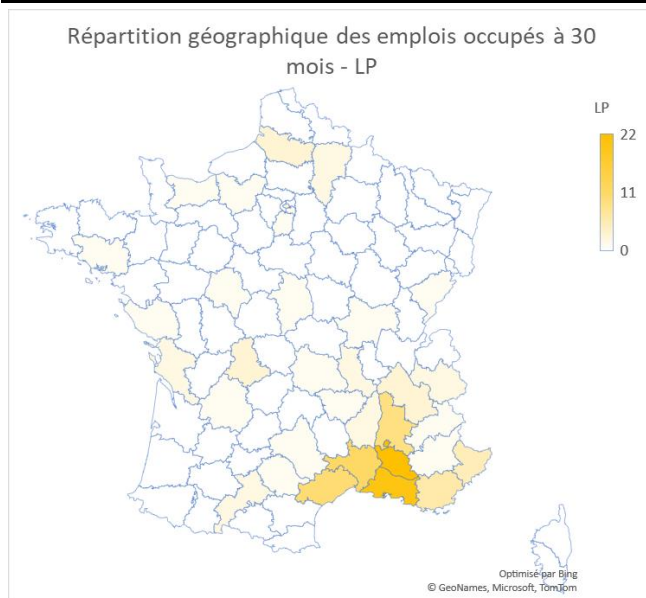 Répartition géographique des emplois occupés à 30
mois - LP
LP
22
11
0
Optimisé par Bing
© GeoNames, Microsoft, TomTom